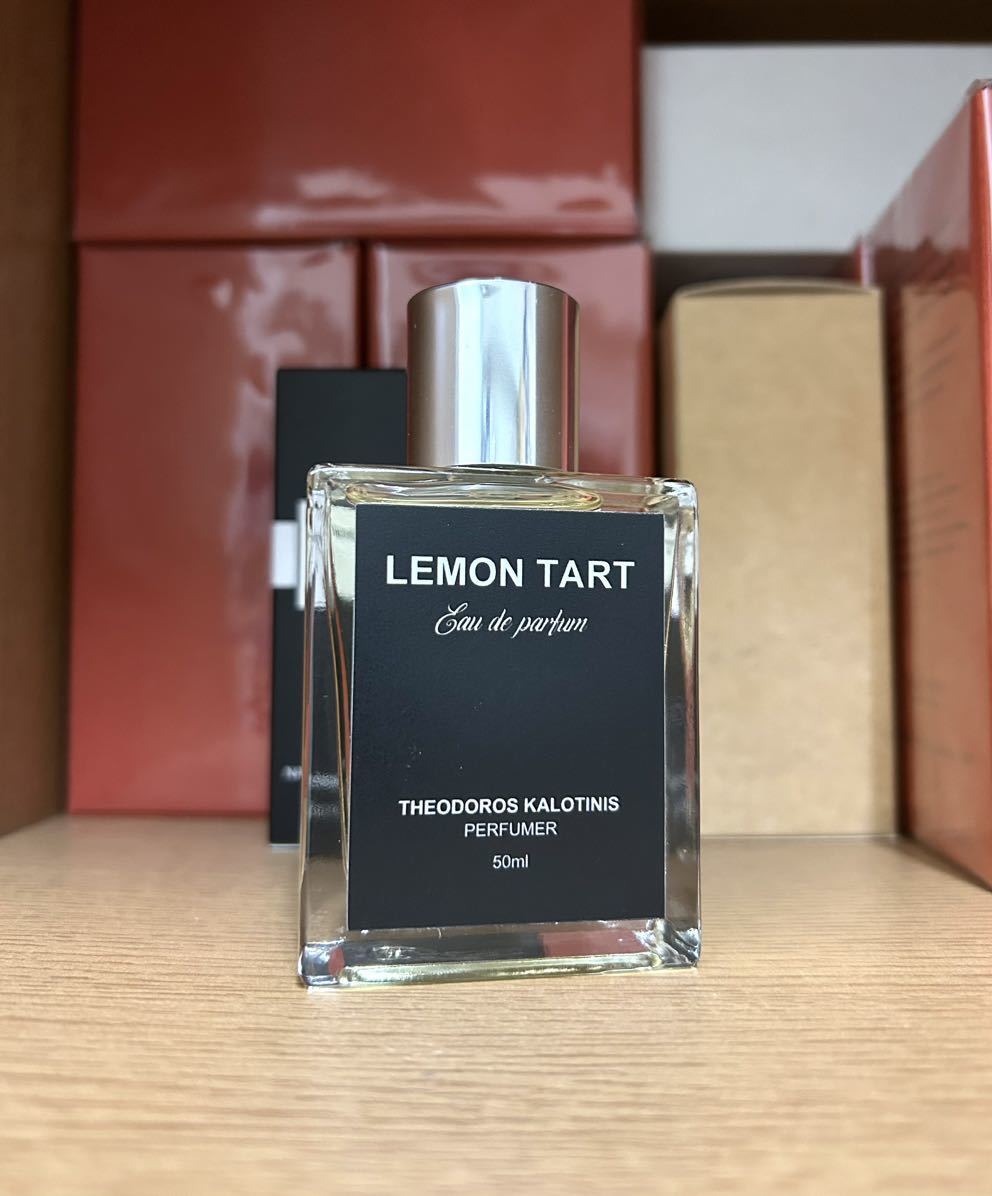 LEMON TART
Eau de parfum
THEODOROS KALOTINIS
PERFUMER
50ml